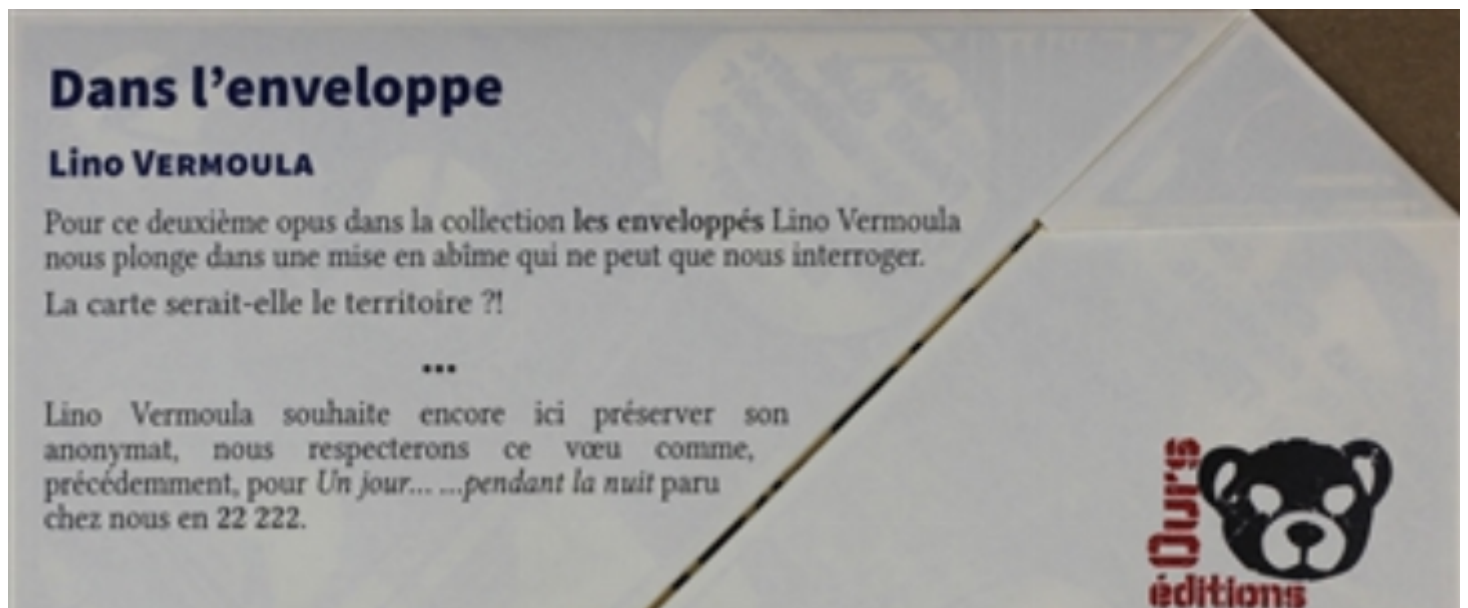 Dans l'enveloppe
Lino VERMOULA
Pour ce deuxième opus dans la collection les enveloppés Lino Vermoula
nous plonge dans une mise en abîme qui ne peut que nous interroger.
La carte serait-elle le territoire ?!
...
Lino Vermoula souhaite encore ici préserver son
anonymat, nous respecterons ce vœu comme,
précédemment, pour Un jour... ...pendant la nuit paru
chez nous en 22 222.
Ours
éditions